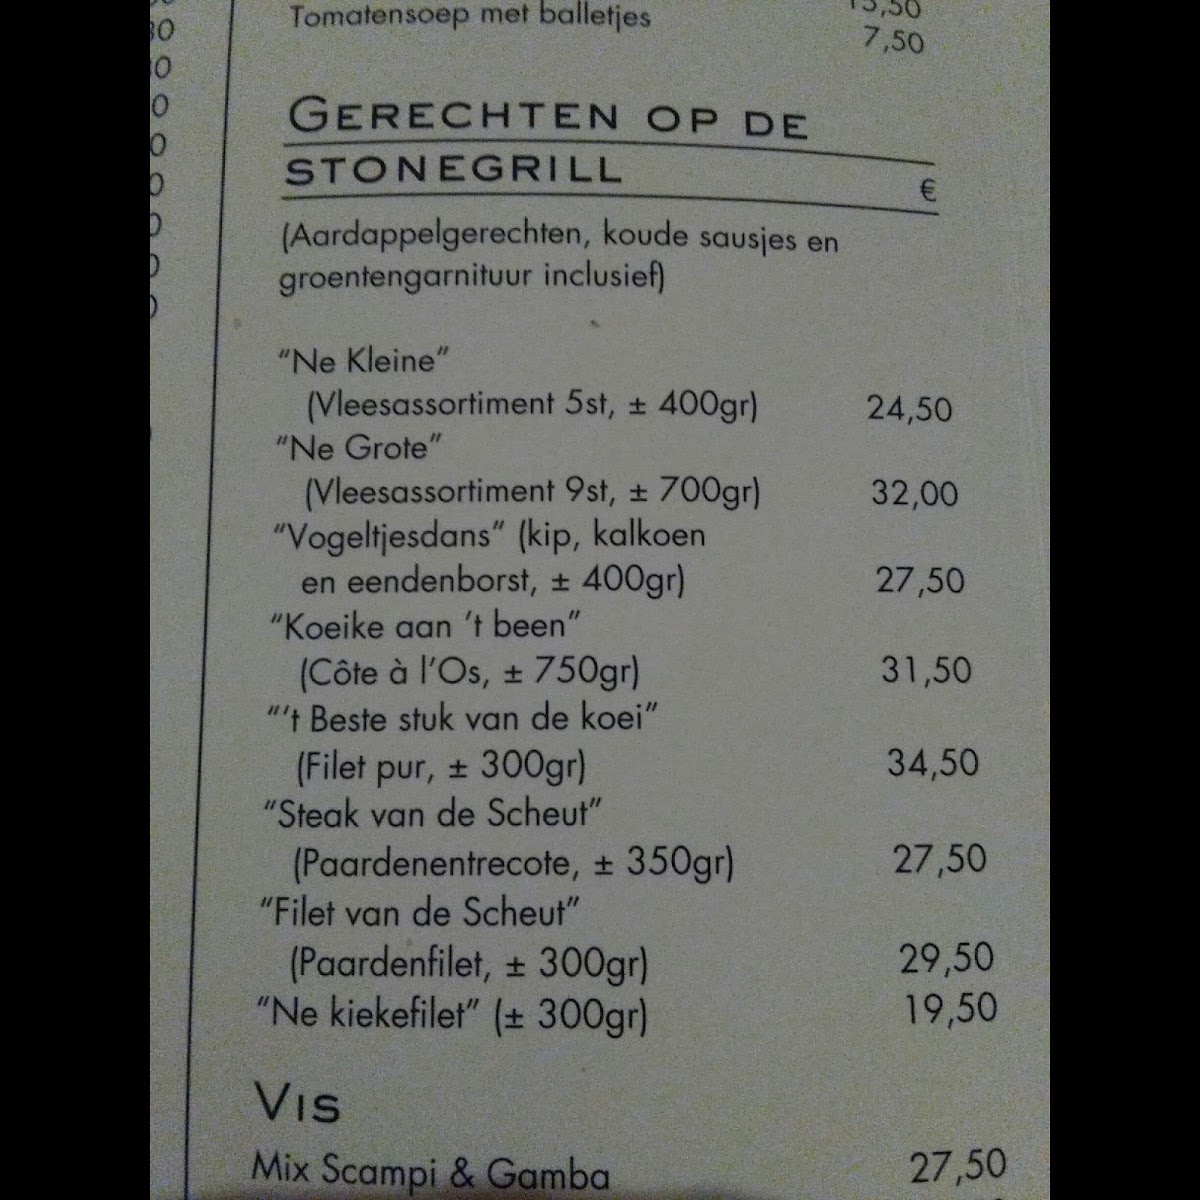 Tomatensoep met balletjes 7,50
GERECHTEN OP DE
STONEGRILL €
(Aardappelgerechten, koude sausjes en
groentengarnituur inclusief)
“Ne Kleine”
(Vleesassortiment 5st, ± 400gr) 24,50
“Ne Grote”
(Vleesassortiment 9st, ± 700gr) 32,00
“Vogeltjesdans” (kip, kalkoen
en eendenborst, ± 400gr) 27,50
“Koeike aan ‘t been”
(Côte à l’Os, ± 750gr) 31,50
“‘t Beste stuk van de koei”
(Filet pur, ± 300gr) 34,50
“Steak van de Scheut”
(Paardenentrecote, ± 350gr) 27,50
“Filet van de Scheut”
(Paardenfilet, ± 300gr) 29,50
“Ne kiekefilet” (± 300gr) 19,50
VIS
Mix Scampi & Gamba 27,50